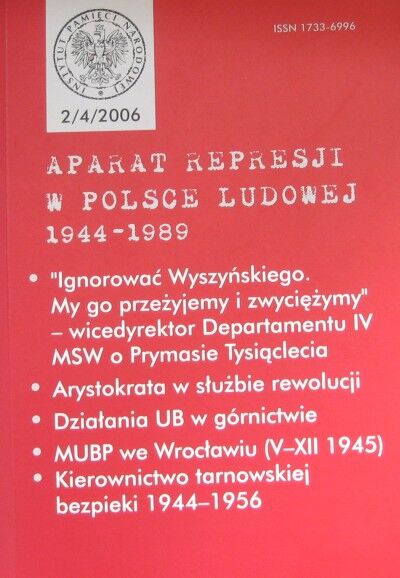 ISSN 1733-6996
INSTYTUT PAMIĘCI NARODOWEJ
2/4/2006
APARAT REPRESJI
W POLSCE LUDOWEJ
1944-1989
• "Ignorować Wyszyńskiego.
My go przeżyjemy i zwyciężymy"
– wicedyrektor Departamentu IV
MSW o Prymasie Tysiąclecia
• Arystokrata w służbie rewolucji
• Działania UB w górnictwie
• MUBP we Wrocławiu (V–XII 1945)
• Kierownictwo tarnowskiej
bezpieki 1944–1956